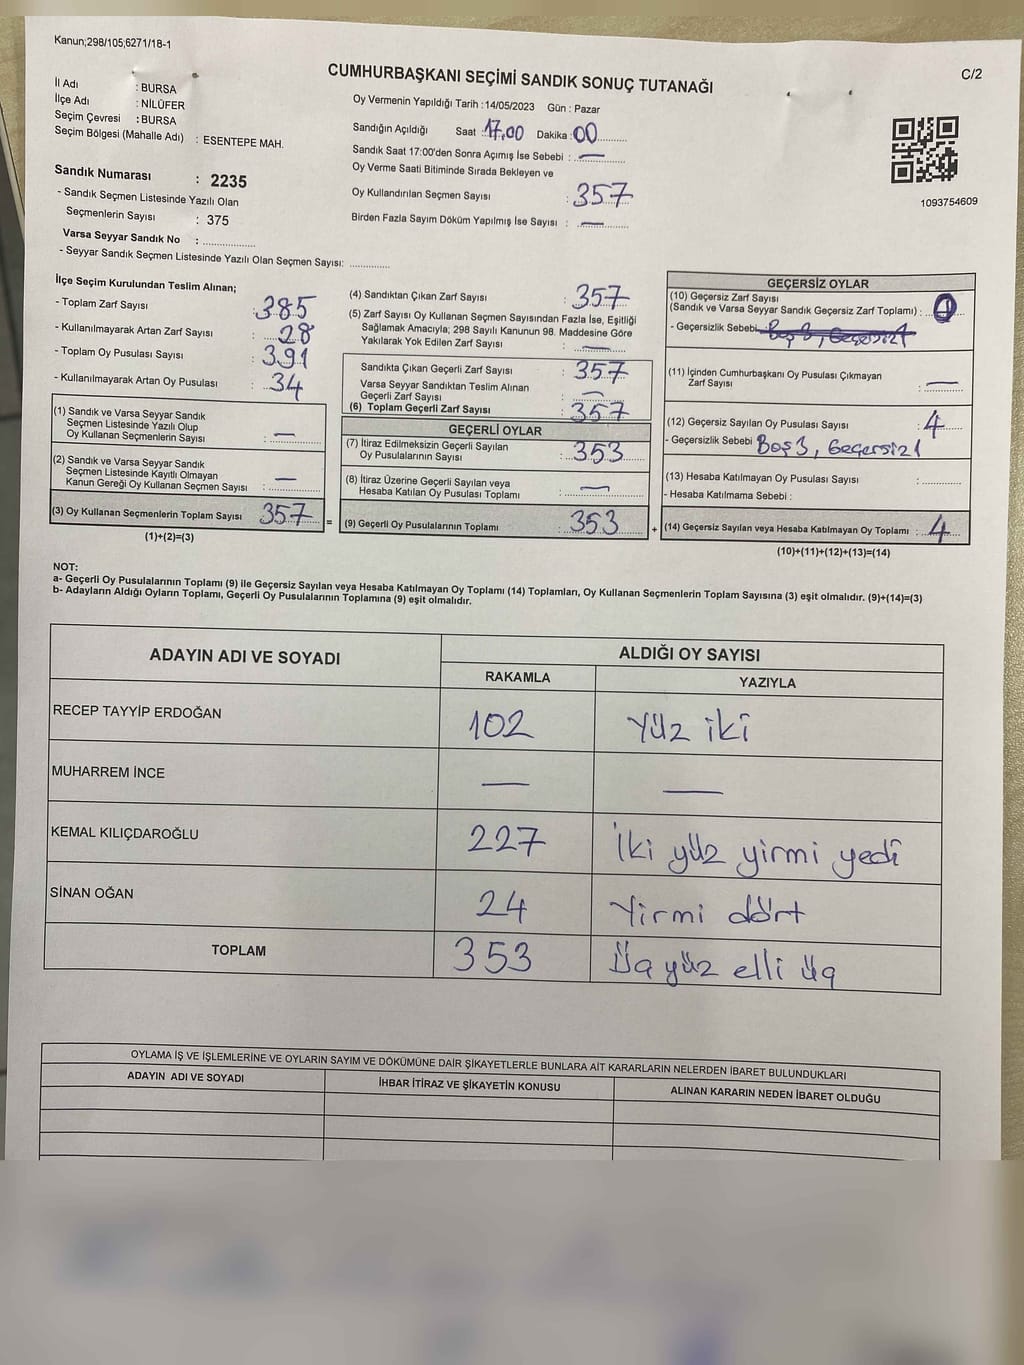 Kanun;298/105;6271/18-1
C/2
CUMHURBAŞKANI SEÇİMİ SANDIK SONUÇ TUTANAĞI
İl Adı : BURSA
İlçe Adı : NİLÜFER
Seçim Çevresi : BURSA
Seçim Bölgesi (Mahalle Adı) : ESENTEPE MAH.
Sandık Numarası : 2235
- Sandık Seçmen Listesinde Yazılı Olan
Seçmenlerin Sayısı : 375
Varsa Seyyar Sandık No : ................
- Seyyar Sandık Seçmen Listesinde Yazılı Olan Seçmen Sayısı: .............
Oy Vermenin Yapıldığı Tarih : 14/05/2023 Gün : Pazar
Sandığın Açıldığı Saat : 17.00 Dakika : 00
Sandık Saat 17:00'den Sonra Açımış İse Sebebi : —
Oy Verme Saati Bitiminde Sırada Bekleyen ve
Oy Kullandırılan Seçmen Sayısı : 357
Birden Fazla Sayım Döküm Yapılmış İse Sayısı : —
1093754609
İlçe Seçim Kurulundan Teslim Alınan;
- Toplam Zarf Sayısı : 385
- Kullanılmayarak Artan Zarf Sayısı : 28
- Toplam Oy Pusulası Sayısı : 391
- Kullanılmayarak Artan Oy Pusulası : 34
(1) Sandık ve Varsa Seyyar Sandık
Seçmen Listesinde Yazılı Olup
Oy Kullanan Seçmenlerin Sayısı : —
(2) Sandık ve Varsa Seyyar Sandık
Seçmen Listesinde Kayıtlı Olmayan
Kanun Gereği Oy Kullanan Seçmen Sayısı : —
(3) Oy Kullanan Seçmenlerin Toplam Sayısı 357 =
(1)+(2)=(3)
(4) Sandıktan Çıkan Zarf Sayısı : 357
(5) Zarf Sayısı Oy Kullanan Seçmen Sayısından Fazla İse, Eşitliği
Sağlamak Amacıyla; 298 Sayılı Kanunun 98. Maddesine Göre
Yakılarak Yok Edilen Zarf Sayısı : —
Sandıkta Çıkan Geçerli Zarf Sayısı : 357
Varsa Seyyar Sandıktan Teslim Alınan
Geçerli Zarf Sayısı : —
(6) Toplam Geçerli Zarf Sayısı : 357
GEÇERLİ OYLAR
(7) İtiraz Edilmeksizin Geçerli Sayılan
Oy Pusulalarının Sayısı : 353
(8) İtiraz Üzerine Geçerli Sayılan veya
Hesaba Katılan Oy Pusulası Toplamı : —
(9) Geçerli Oy Pusulalarının Toplamı : 353 +
GEÇERSİZ OYLAR
(10) Geçersiz Zarf Sayısı
(Sandık ve Varsa Seyyar Sandık Geçersiz Zarf Toplamı) :
- Geçersizlik Sebebi : Boş 3, Geçersiz 1
(11) İçinden Cumhurbaşkanı Oy Pusulası Çıkmayan
Zarf Sayısı : —
(12) Geçersiz Sayılan Oy Pusulası Sayısı : 4
- Geçersizlik Sebebi Boş 3, Geçersiz 1
(13) Hesaba Katılmayan Oy Pusulası Sayısı : ............
- Hesaba Katılmama Sebebi :
(14) Geçersiz Sayılan veya Hesaba Katılmayan Oy Toplamı : 4
(10)+(11)+(12)+(13)=(14)
NOT:
a- Geçerli Oy Pusulalarının Toplamı (9) ile Geçersiz Sayılan veya Hesaba Katılmayan Oy Toplamı (14) Toplamları, Oy Kullanan Seçmenlerin Toplam Sayısına (3) eşit olmalıdır. (9)+(14)=(3)
b- Adayların Aldığı Oyların Toplamı, Geçerli Oy Pusulalarının Toplamına (9) eşit olmalıdır.
ADAYIN ADI VE SOYADI ALDIĞI OY SAYISI
RAKAMLA YAZIYLA
RECEP TAYYİP ERDOĞAN 102 Yüz iki
MUHARREM İNCE — —
KEMAL KILIÇDAROĞLU 227 İki yüz yirmi yedi
SİNAN OĞAN 24 Yirmi dört
TOPLAM 353 Üç yüz elli üç
OYLAMA İŞ VE İŞLEMLERİNE VE OYLARIN SAYIM VE DÖKÜMÜNE DAİR ŞİKAYETLERLE BUNLARA AİT KARARLARIN NELERDEN İBARET BULUNDUKLARI
ADAYIN ADI VE SOYADI İHBAR İTİRAZ VE ŞİKAYETİN KONUSU ALINAN KARARIN NEDEN İBARET OLDUĞU